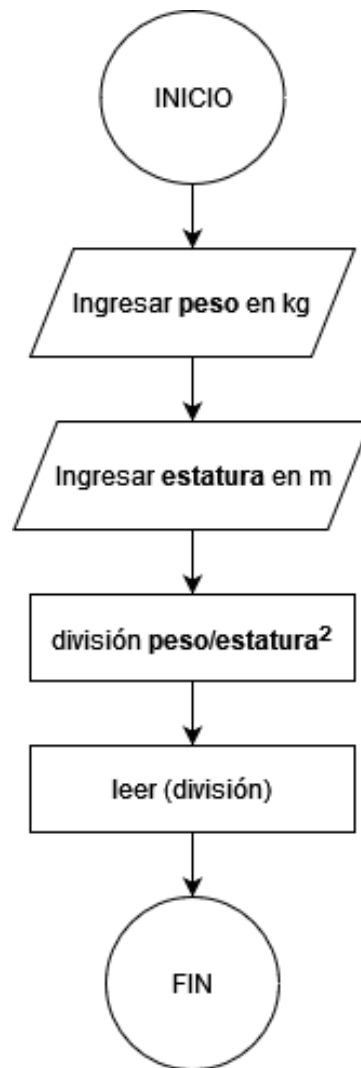 INICIO
Ingresar peso en kg
Ingresar estatura en m
división peso/estatura²
leer (división)
FIN